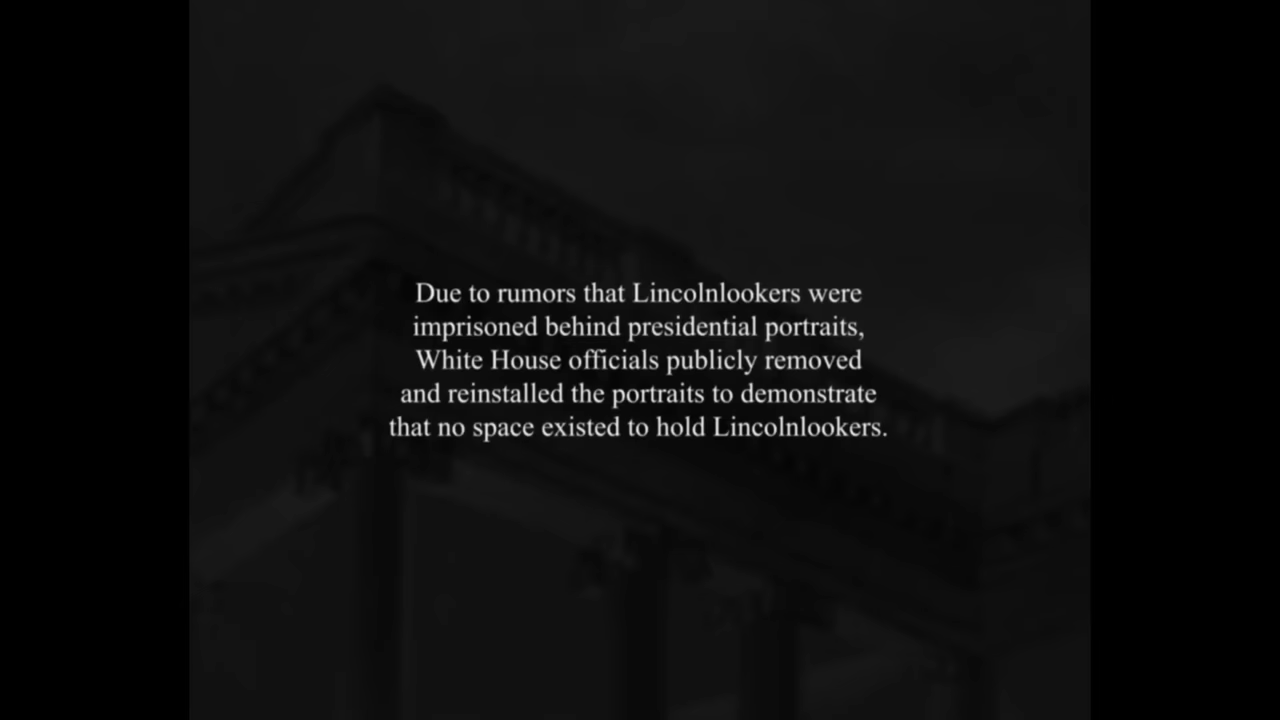 Due to rumors that Lincolnlookers were
imprisoned behind presidential portraits,
White House officials publicly removed
and reinstalled the portraits to demonstrate
that no space existed to hold Lincolnlookers.